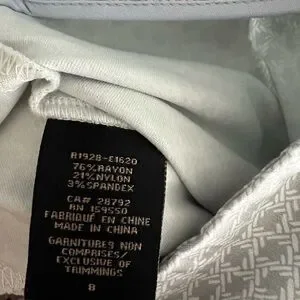 R1928-E1620
76%RAYON
21%NYLON
3%SPANDEX
CA# 28792
RN 159550
FABRIQUÉ EN CHINE
MADE IN CHINA
GARNITURES NON
COMPRISES/
EXCLUSIVE OF
TRIMMINGS
8